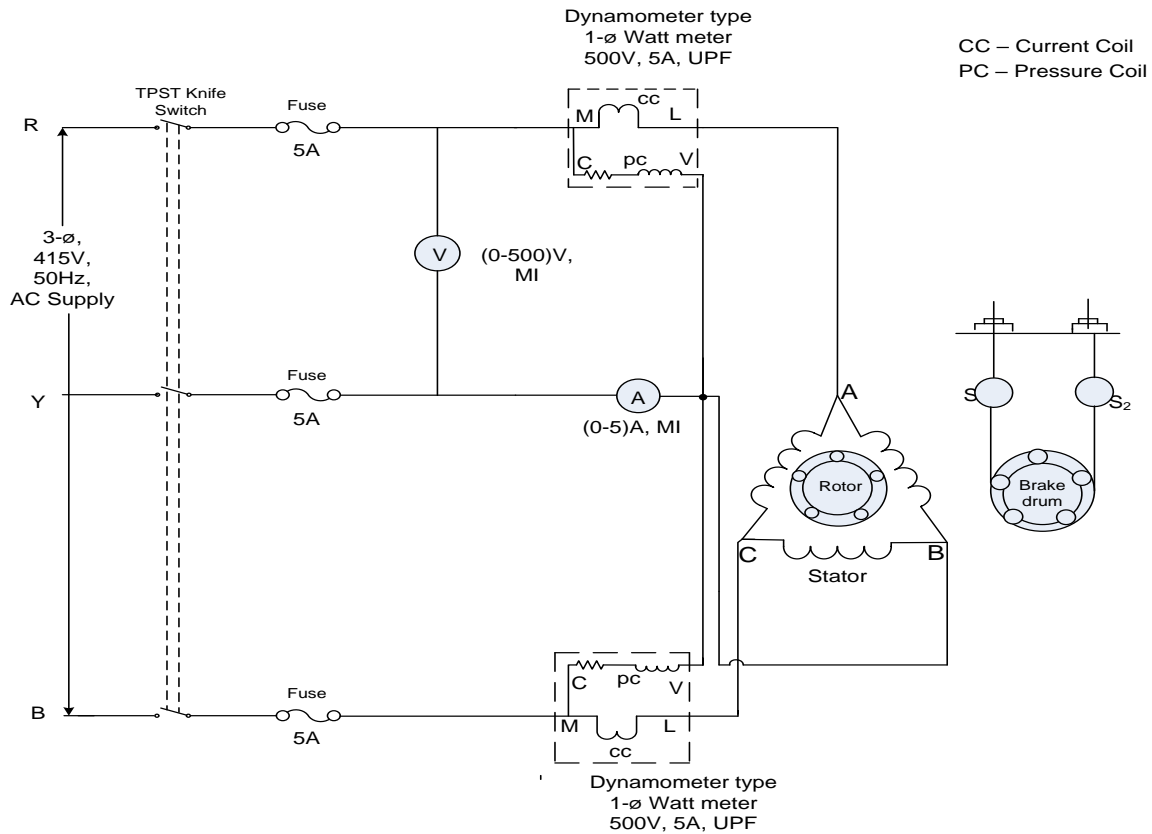 Dynamometer type
1-ø Watt meter
500V, 5A, UPF
CC – Current Coil
PC – Pressure Coil
TPST Knife
Switch
Fuse
5A
R
M
cc
L
C
pc
V
3-ø,
415V,
50Hz,
AC Supply
V
(0-500)V,
MI
Fuse
5A
Y
A
(0-5)A, MI
A
Rotor
C
B
Stator
S
S₂
Brake
drum
Fuse
5A
B
C
pc
V
M
L
cc
Dynamometer type
1-ø Watt meter
500V, 5A, UPF